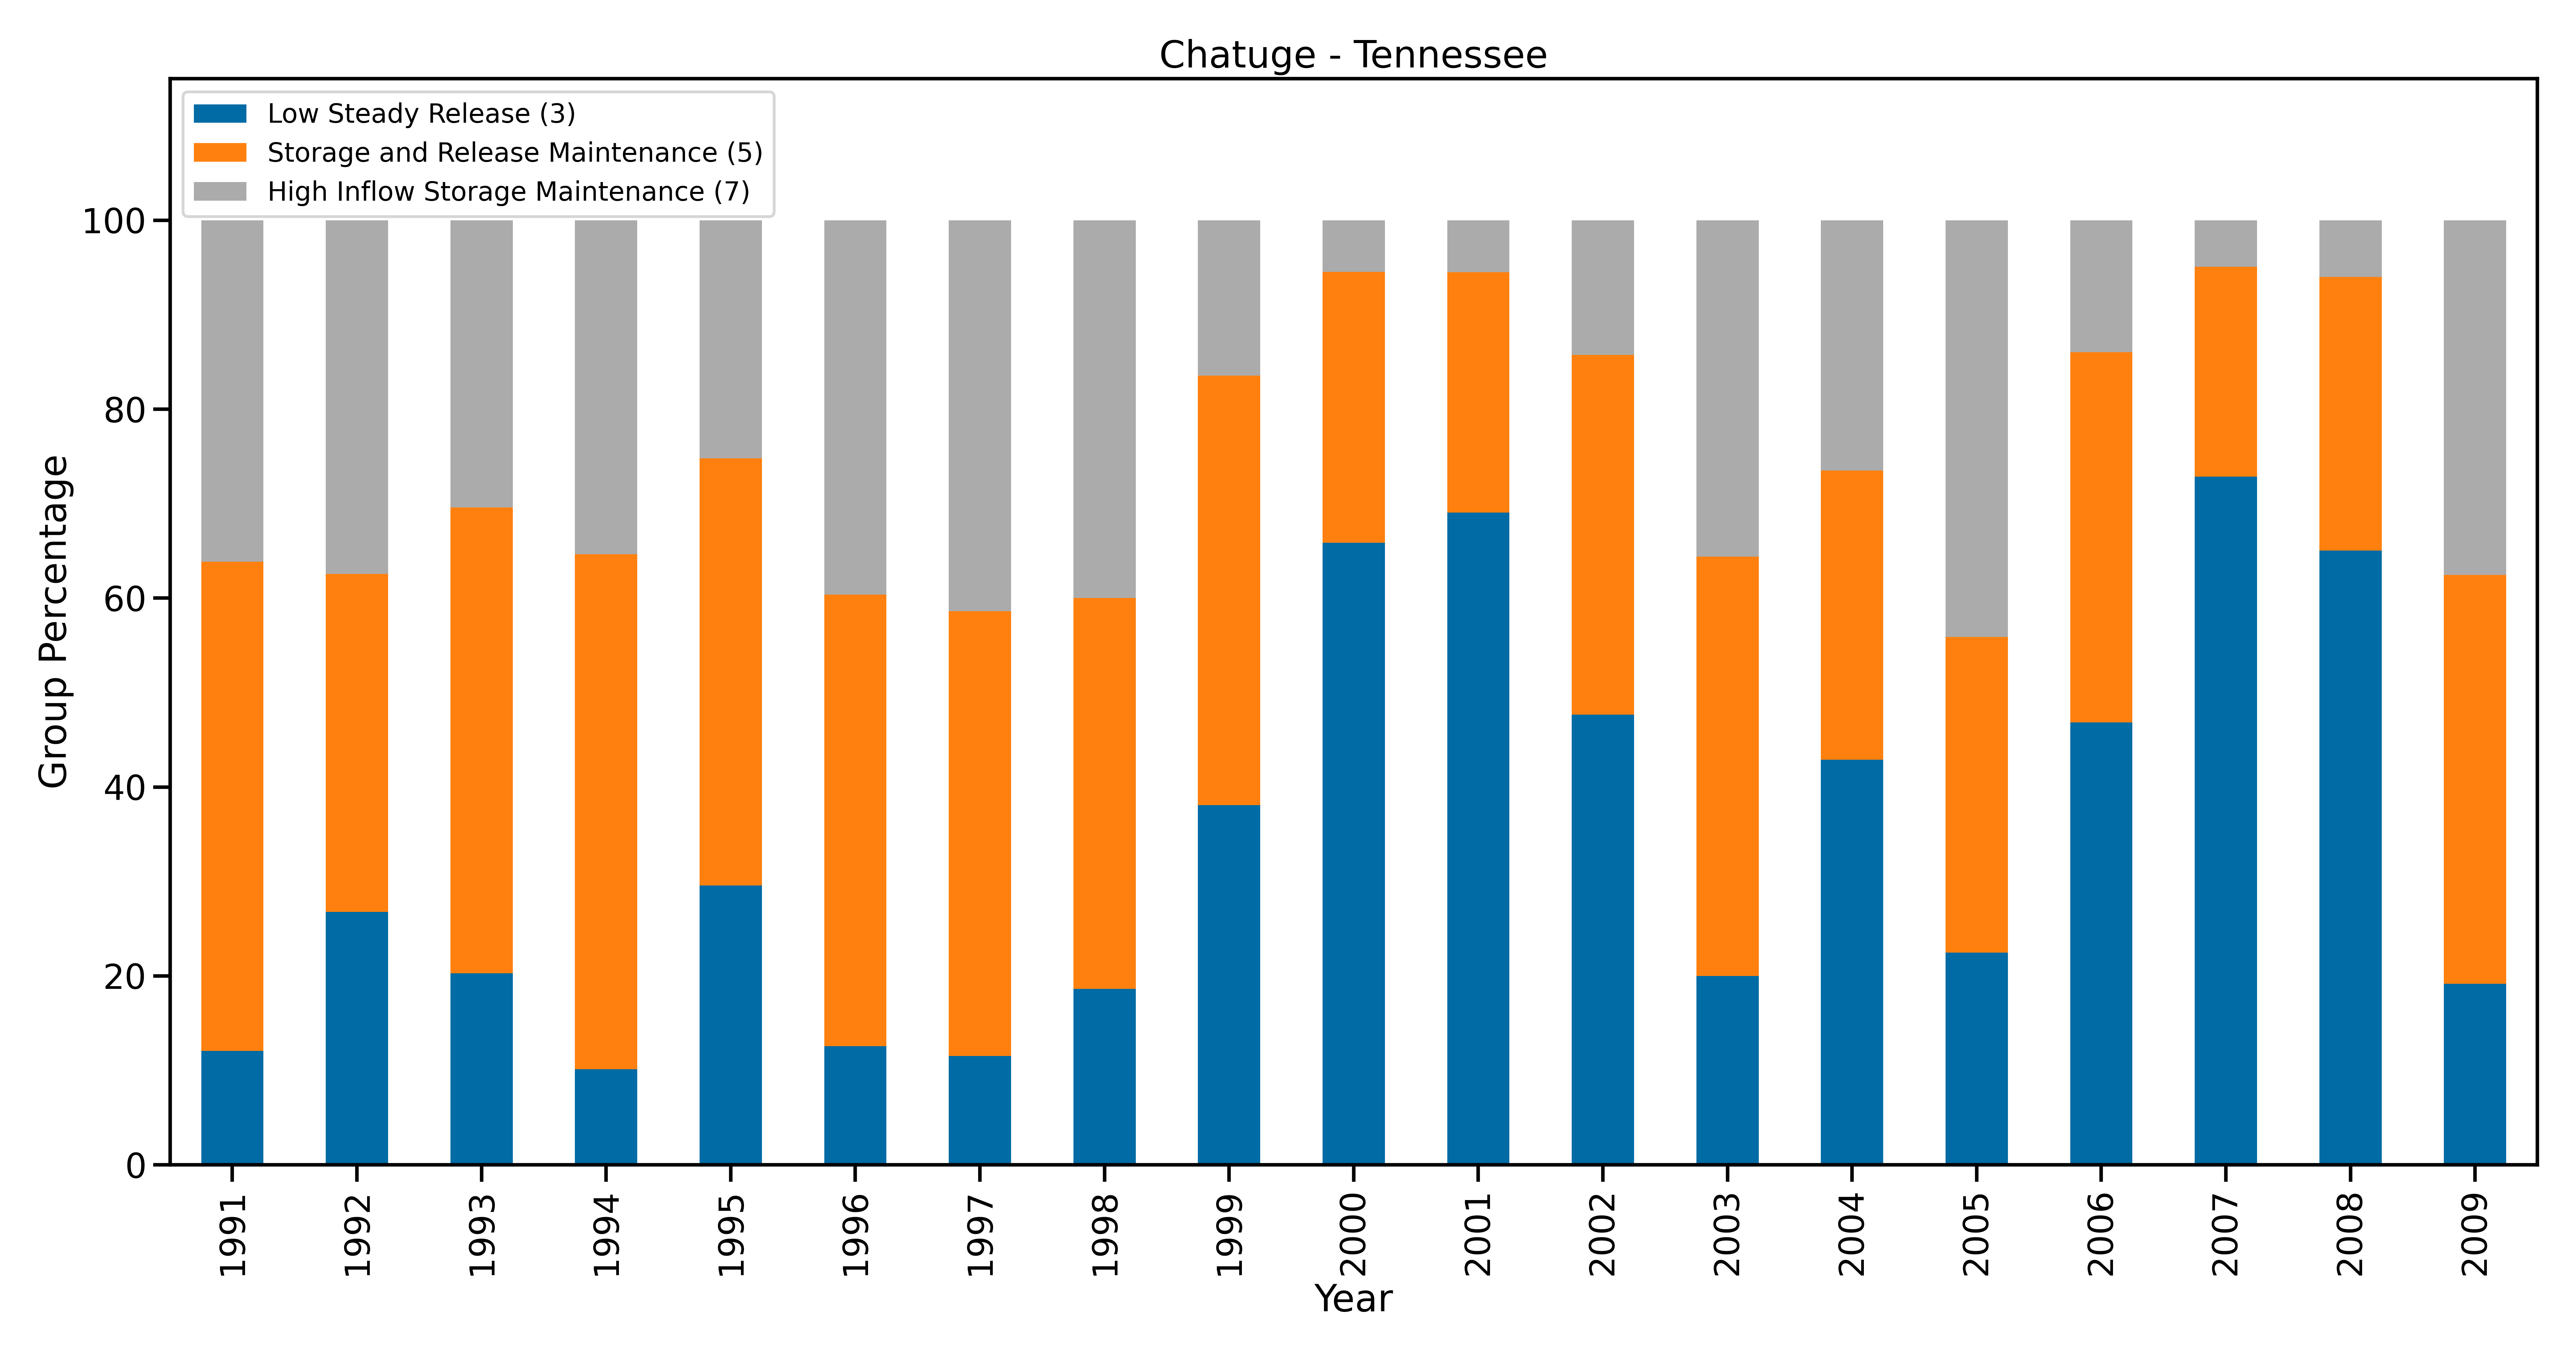 Chatuge - Tennessee
Low Steady Release (3)
Storage and Release Maintenance (5)
High Inflow Storage Maintenance (7)
Group Percentage
100
80
60
40
20
0
1991 1992 1993 1994 1995 1996 1997 1998 1999 2000 2001 2002 2003 2004 2005 2006 2007 2008 2009
Year